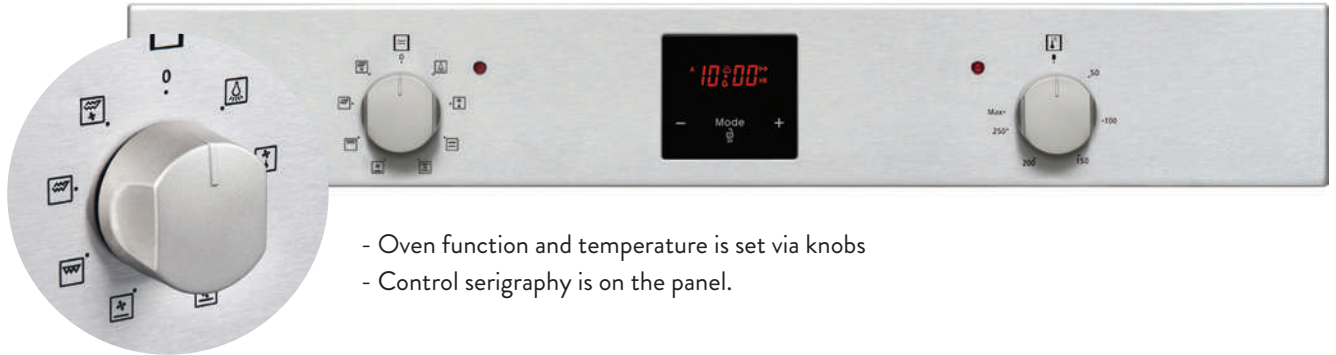 0
0
A 10:00
50
Max
100
- Mode +
250°
200
150
- Oven function and temperature is set via knobs
- Control serigraphy is on the panel.